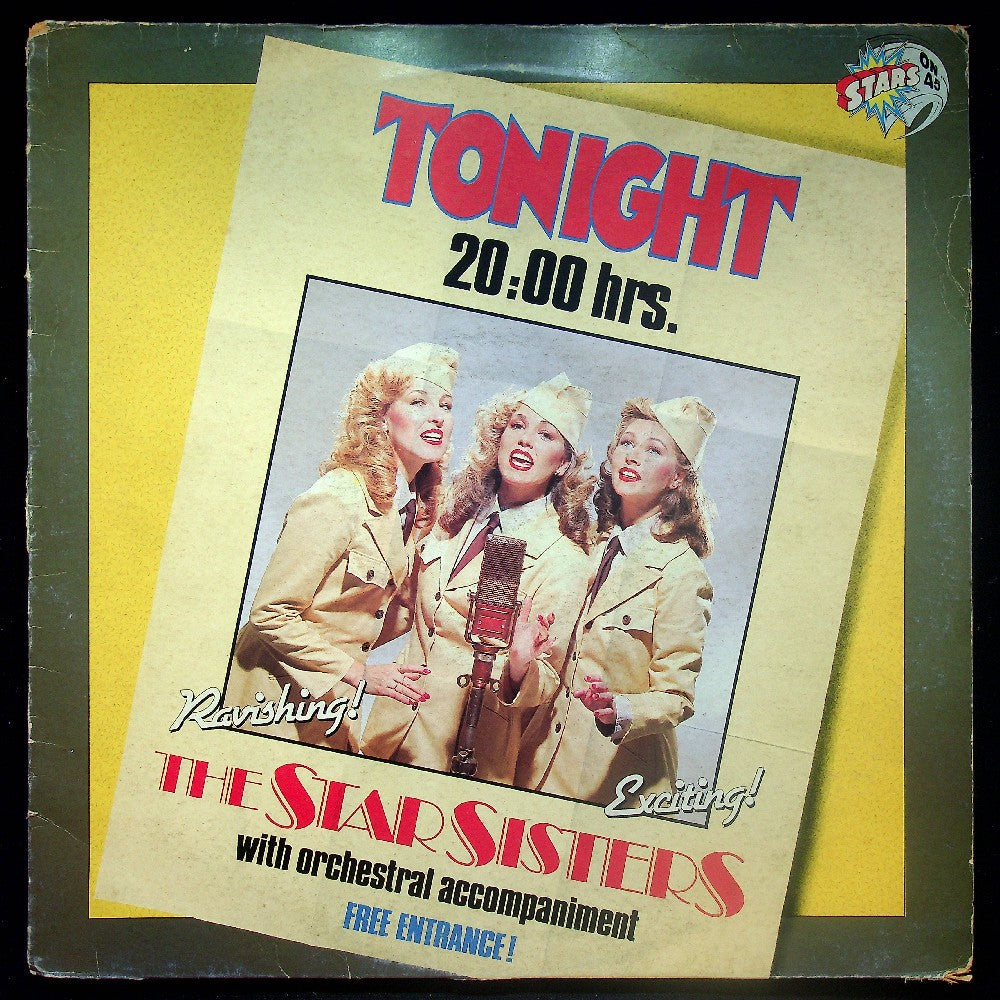 STARS
ON
45
TONIGHT
20:00 hrs.
Ravishing!
Exciting!
THE STAR SISTERS
with orchestral accompaniment
FREE ENTRANCE!